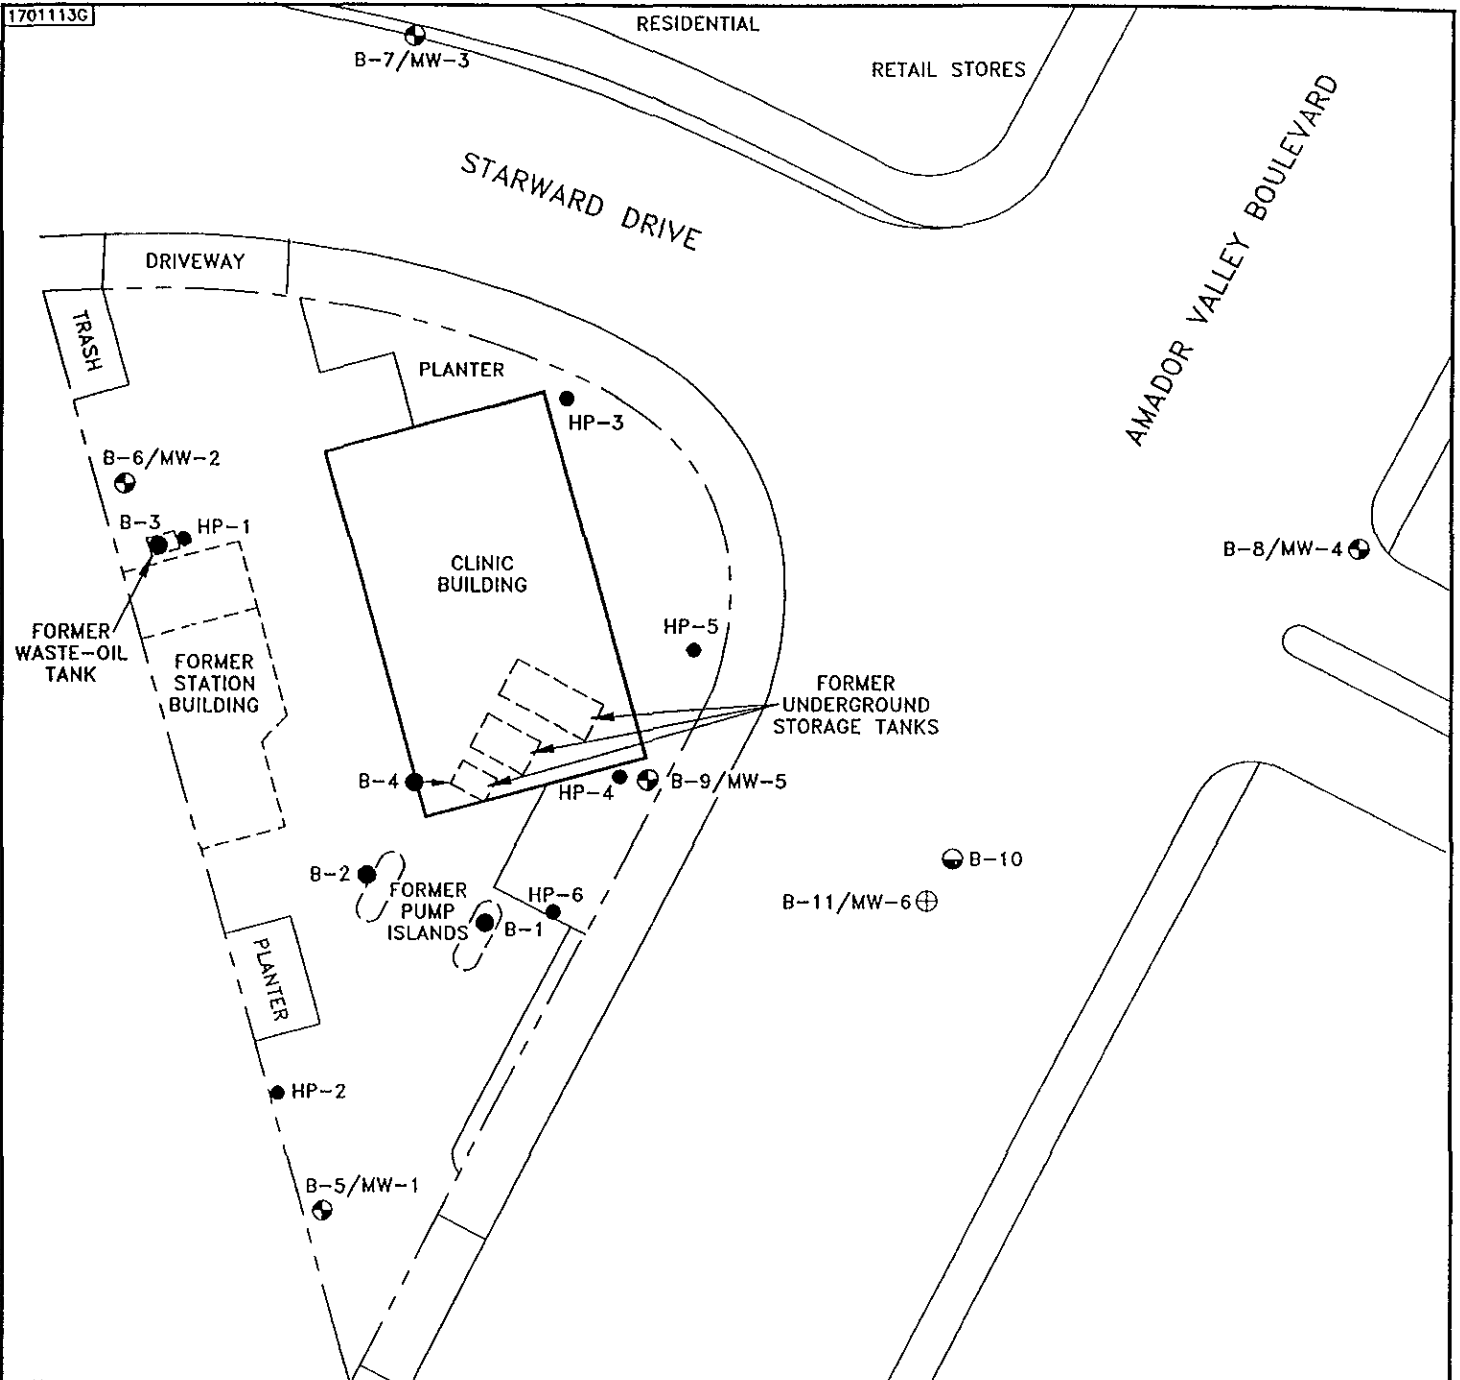 1701113G
RESIDENTIAL
B-7/MW-3
RETAIL STORES
STARWARD DRIVE
AMADOR VALLEY BOULEVARD
DRIVEWAY
TRASH
PLANTER
HP-3
B-6/MW-2
B-3
HP-1
CLINIC
BUILDING
B-8/MW-4
FORMER
WASTE-OIL
TANK
FORMER
STATION
BUILDING
HP-5
FORMER
UNDERGROUND
STORAGE TANKS
B-4
HP-4
B-9/MW-5
B-2
FORMER
PUMP
ISLANDS
HP-6
B-1
B-10
B-11/MW-6
PLANTER
HP-2
B-5/MW-1